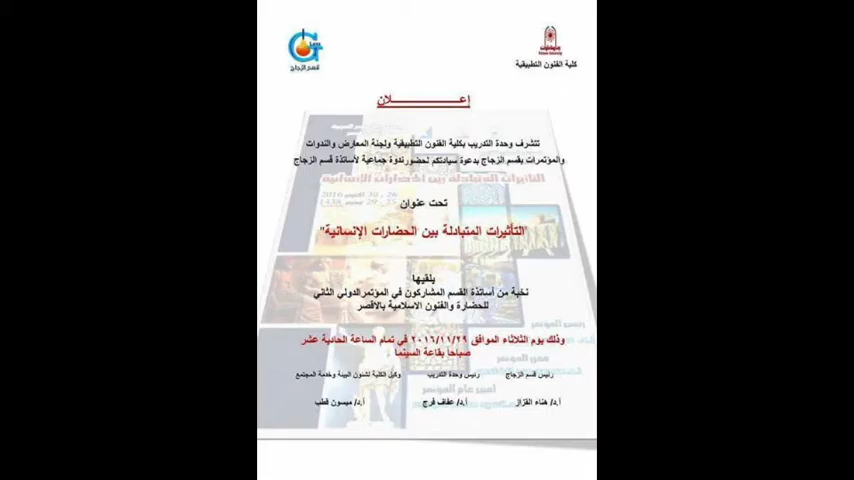 كلية الفنون التطبيقية
قسم الزجاج
إعـــــــــــــلان
تتشرف وحدة التدريب بكلية الفنون التطبيقية ولجنة المعارض والندوات
والمؤتمرات بقسم الزجاج بدعوة سيادتكم لحضور ندوة جماعية لأساتذة قسم الزجاج
تحت عنوان
"التأثيرات المتبادلة بين الحضارات الإنسانية"
يلقيها
نخبة من أساتذة القسم المشاركون في المؤتمر الدولي الثاني
للحضارة والفنون الاسلامية بالاقصر
وذلك يوم الثلاثاء الموافق ٢٠١٦/١١/٢٩ في تمام الساعة الحادية عشر
صباحا بقاعة السينما
رئيس قسم الزجاج رئيس وحدة التدريب وكيل الكلية لشئون البيئة وخدمة المجتمع
أ.د/ هناء القزاز أ.د/ عفاف فرج أ.د/ ميسون قطب